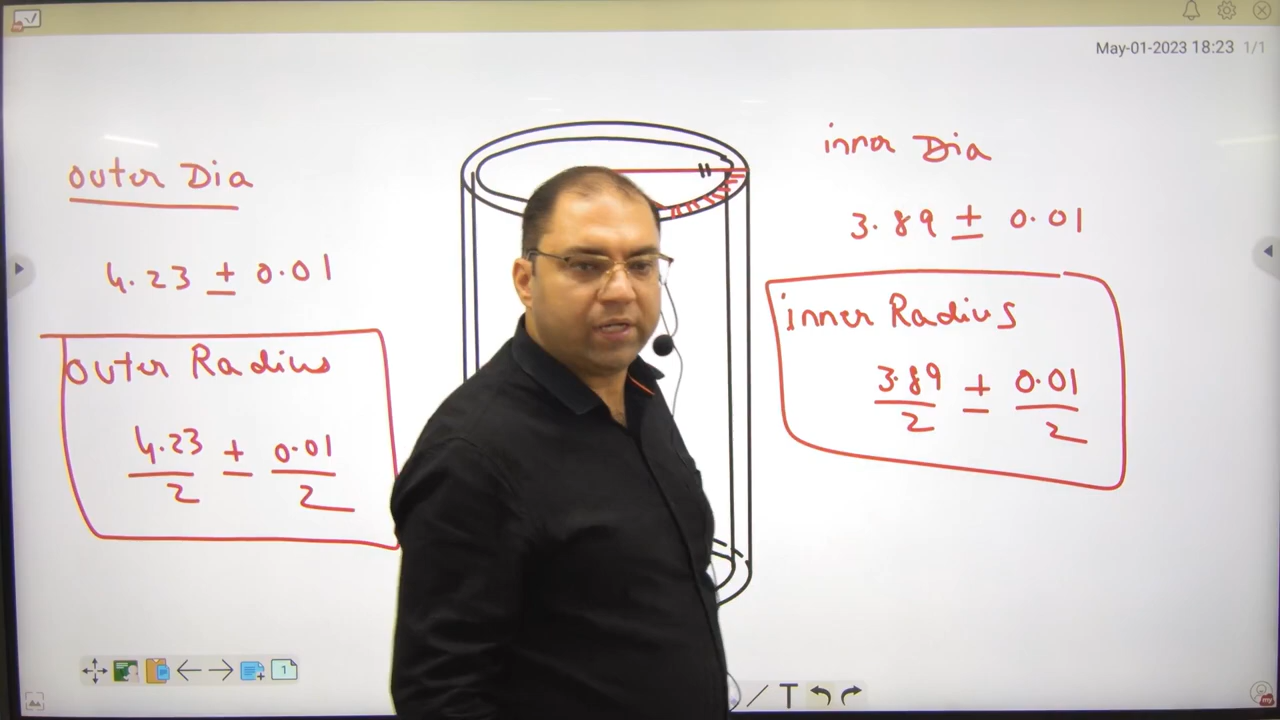 May-01-2023 18:23 1/1
outer Dia
4.23 ± 0.01
outer Radius
4.23/2 ± 0.01/2
inner Dia
3.89 ± 0.01
inner Radius
3.89/2 ± 0.01/2
1
T